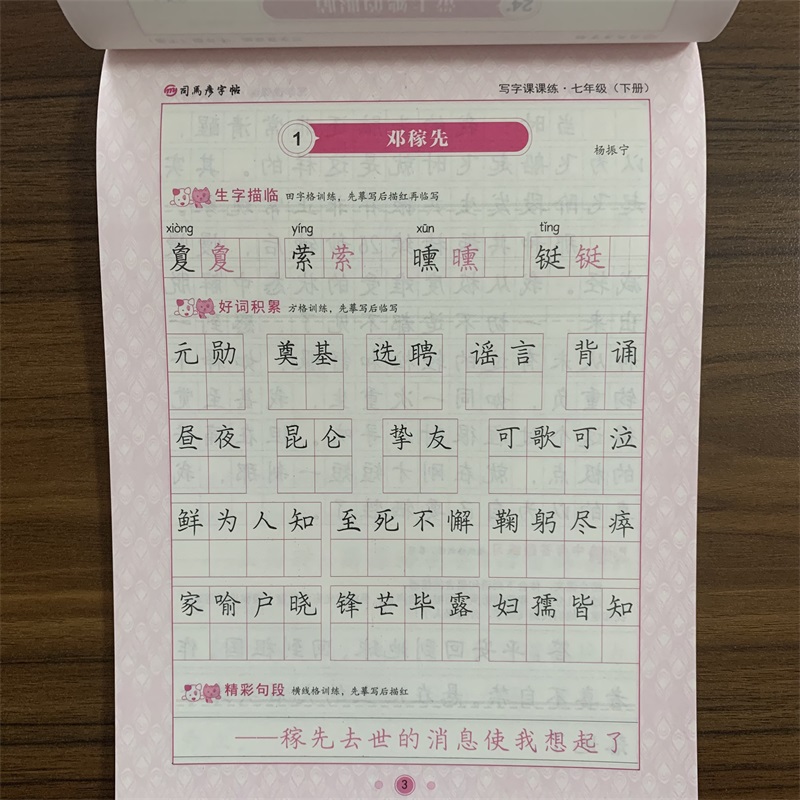 司马彦字帖 写字课课练·七年级（下册）
1 邓稼先
杨振宁
生字描临 田字格训练，先摹写后描红再临写
xiòng yíng xūn tǐng
敻 敻 萦 萦 曛 曛 铤 铤
好词积累 方格训练，先摹写后临写
元勋 奠基 选聘 谣言 背诵
昼夜 昆仑 挚友 可歌可泣
鲜为人知 至死不懈 鞠躬尽瘁
家喻户晓 锋芒毕露 妇孺皆知
精彩句段 横线格训练，先摹写后描红
——稼先去世的消息使我想起了
3